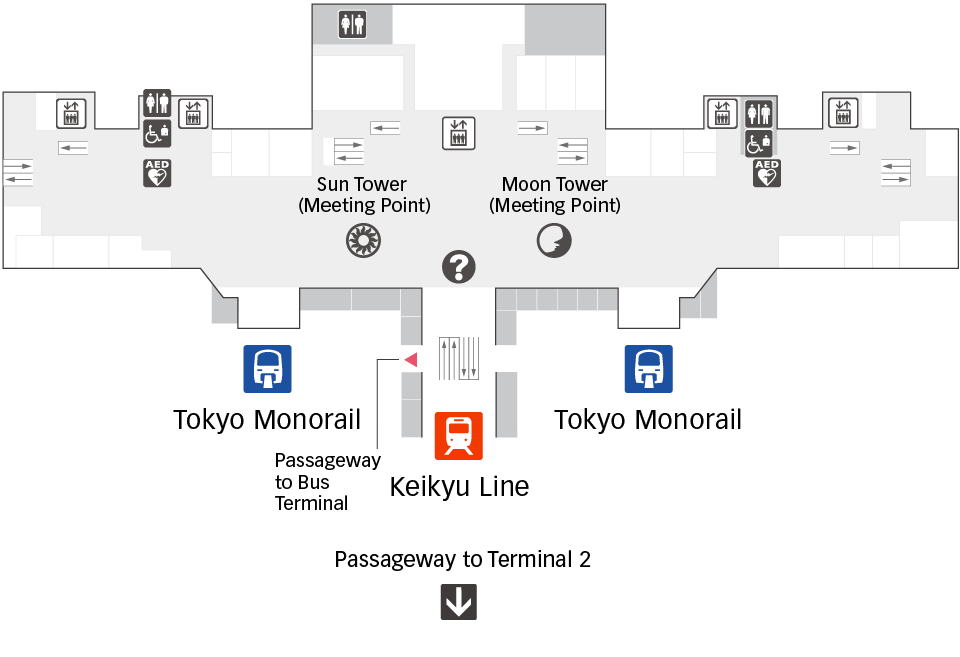 AED
AED
Sun Tower
(Meeting Point)
Moon Tower
(Meeting Point)
?
Tokyo Monorail
Tokyo Monorail
Passageway
to Bus
Terminal
Keikyu Line
Passageway to Terminal 2